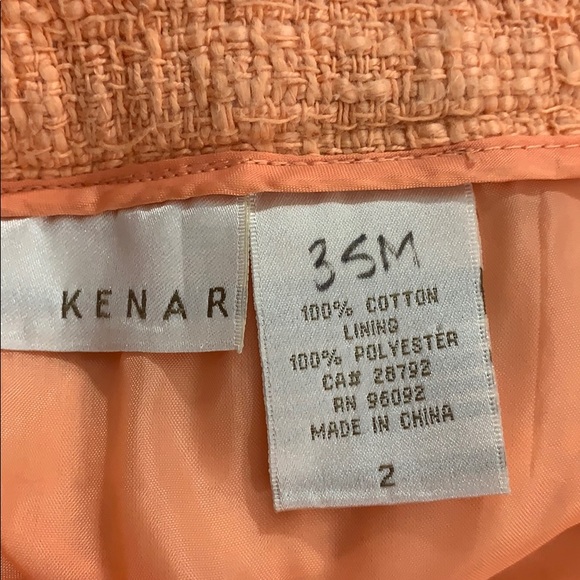 KENAR
3SM
100% COTTON
LINING
100% POLYESTER
CA# 28792
RN 96092
MADE IN CHINA
2